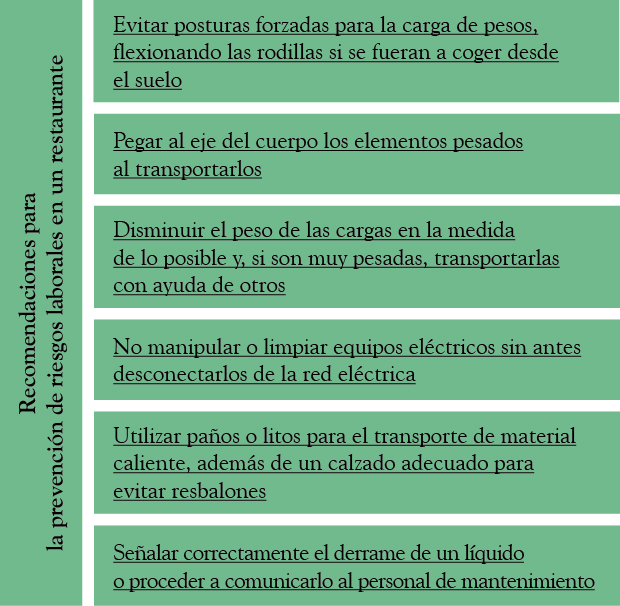 Recomendaciones para
la prevención de riesgos laborales en un restaurante
Evitar posturas forzadas para la carga de pesos,
flexionando las rodillas si se fueran a coger desde
el suelo
Pegar al eje del cuerpo los elementos pesados
al transportarlos
Disminuir el peso de las cargas en la medida
de lo posible y, si son muy pesadas, transportarlas
con ayuda de otros
No manipular o limpiar equipos eléctricos sin antes
desconectarlos de la red eléctrica
Utilizar paños o litos para el transporte de material
caliente, además de un calzado adecuado para
evitar resbalones
Señalar correctamente el derrame de un líquido
o proceder a comunicarlo al personal de mantenimiento